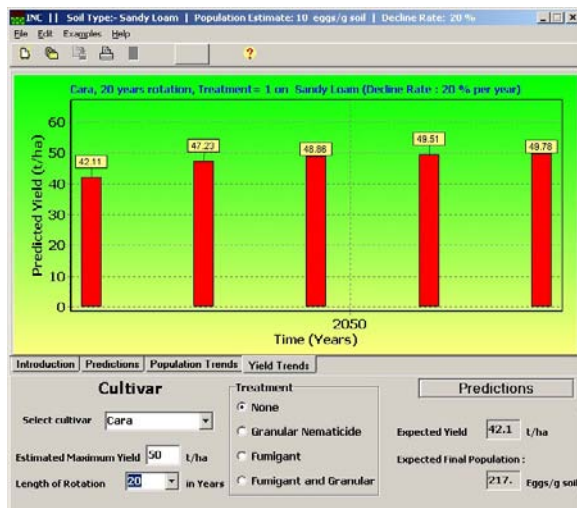 INC || Soil Type:- Sandy Loam | Population Estimate: 10 eggs/g soil | Decline Rate: 20 %
File Edit Examples Help
Cara, 20 years rotation, Treatment = 1 on Sandy Loam (Decline Rate : 20 % per year)
Predicted Yield (t/ha)
60
50
40
30
20
10
0
42.11 47.23 48.86 49.51 49.78
2050
Time (Years)
Introduction Predictions Population Trends Yield Trends
Cultivar
Select cultivar Cara
Estimated Maximum Yield 50 t/ha
Length of Rotation 20 in Years
Treatment
None
Granular Nematicide
Fumigant
Fumigant and Granular
Predictions
Expected Yield 42.1 t/ha
Expected Final Population :
217. Eggs/g soil